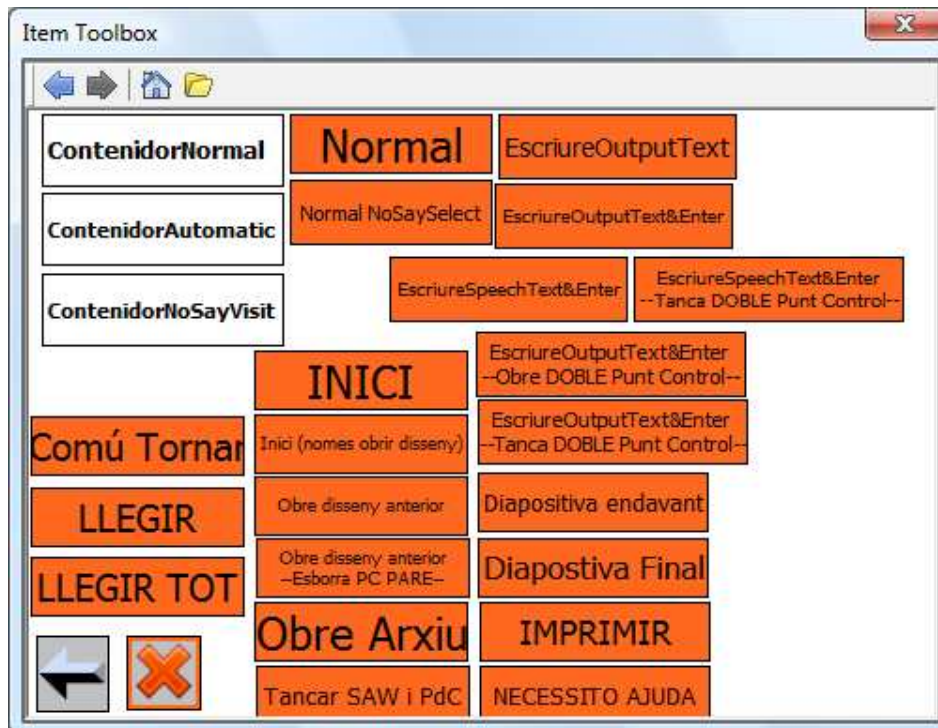 Item Toolbox
ContenidorNormal
Normal
EscriureOutputText
ContenidorAutomatic
Normal NoSaySelect
EscriureOutputText&Enter
ContenidorNoSayVisit
EscriureSpeechText&Enter
EscriureSpeechText&Enter
--Tanca DOBLE Punt Control--
EscriureOutputText&Enter
--Obre DOBLE Punt Control--
INICI
EscriureOutputText&Enter
--Tanca DOBLE Punt Control--
Comú Tornar
Inici (nomes obrir disseny)
LLEGIR
Obre disseny anterior
Diapositiva endavant
LLEGIR TOT
Obre disseny anterior
--Esborra PC PARE--
Diapostiva Final
Obre Arxiu
IMPRIMIR
Tancar SAW i PdC
NECESSITO AJUDA